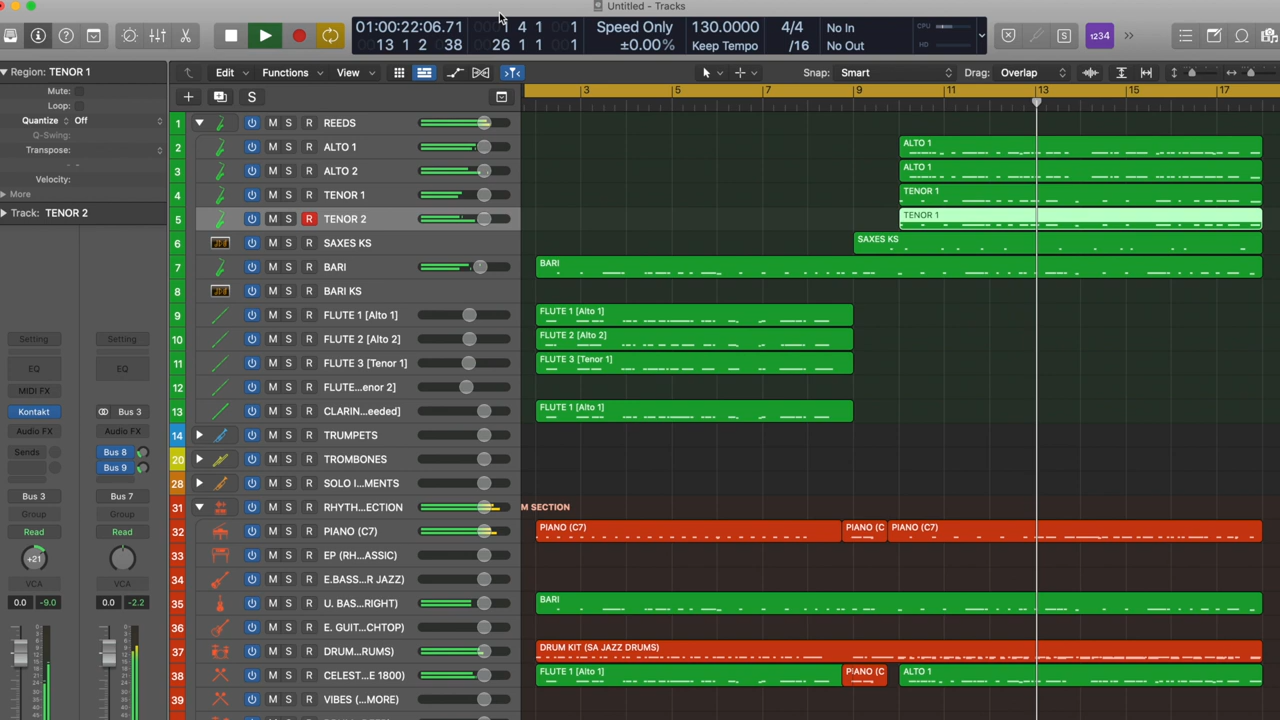 Untitled - Tracks
01:00:22:06.71
13 1 2 38
1 4 1 1
26 1 1 1
Speed Only
±0.00%
130.0000
Keep Tempo
4/4
/16
No In
No Out
CPU
HD
S
1234
Region: TENOR 1
Mute:
Loop:
Quantize Off
Q-Swing:
Transpose:
Velocity:
More
Track: TENOR 2
Edit Functions View
Snap: Smart
Drag: Overlap
S
3 5 7 9 11 13 15 17
1 M S R REEDS
2 M S R ALTO 1 ALTO 1
3 M S R ALTO 2 ALTO 1
4 M S R TENOR 1 TENOR 1
5 M S R TENOR 2 TENOR 1
6 M S R SAXES KS SAXES KS
7 M S R BARI BARI
8 M S R BARI KS
9 M S R FLUTE 1 [Alto 1] FLUTE 1 [Alto 1]
10 M S R FLUTE 2 [Alto 2] FLUTE 2 [Alto 2]
11 M S R FLUTE 3 [Tenor 1] FLUTE 3 [Tenor 1]
12 M S R FLUTE...enor 2]
13 M S R CLARIN...eeded] FLUTE 1 [Alto 1]
14 M S R TRUMPETS
20 M S R TROMBONES
28 M S R SOLO I...MENTS
31 M S R RHYTH...ECTION M SECTION
32 M S R PIANO (C7) PIANO (C7) PIANO (C PIANO (C7)
33 M S R EP (RH...ASSIC)
34 M S R E.BASS...R JAZZ)
35 M S R U. BAS...RIGHT) BARI
36 M S R E. GUIT...CHTOP)
37 M S R DRUM...RUMS) DRUM KIT (SA JAZZ DRUMS)
38 M S R CELEST...E 1800) FLUTE 1 [Alto 1] PIANO (C ALTO 1
39 M S R VIBES (...MORE)
Setting Setting
EQ EQ
MIDI FX
Kontakt Bus 3
Audio FX Audio FX
Sends Bus 8
Bus 9
Bus 3 Bus 7
Group Group
Read Read
+21
VCA VCA
0.0 -9.0 0.0 -2.2